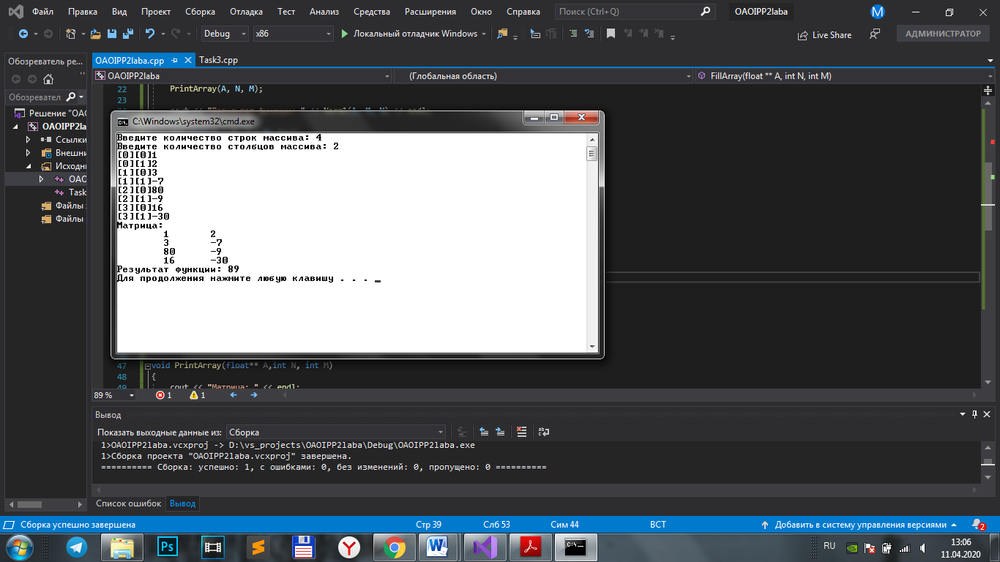 Файл Правка Вид Проект Сборка Отладка Тест Анализ Средства Расширения Окно Справка Поиск (Ctrl+Q) OAOIPP2laba M
Debug x86 Локальный отладчик Windows Live Share АДМИНИСТРАТОР
Обозреватель ре...
Обозревател
Решение "OAO
OAOIPP2la
Ссылки
Внешни
Исходн
OAO
Task
Файлы
Файлы
OAOIPP2laba.cpp Task3.cpp
OAOIPP2laba (Глобальная область) FillArray(float ** A, int N, int M)
22 PrintArray(A, N, M);
23
C:\Windows\system32\cmd.exe
Введите количество строк массива: 4
Введите количество столбцов массива: 2
[0][0]1
[0][1]2
[1][0]3
[1][1]-7
[2][0]80
[2][1]-9
[3][0]16
[3][1]-30
Матрица:
1 2
3 -7
80 -9
16 -30
Результат функции: 89
Для продолжения нажмите любую клавишу . . .
47 void PrintArray(float** A,int N, int M)
48 {
49 cout << "Матрица: " << endl;
89 % 1 1
Вывод
Показать выходные данные из: Сборка
1>OAOIPP2laba.vcxproj -> D:\vs_projects\OAOIPP2laba\Debug\OAOIPP2laba.exe
1>Сборка проекта "OAOIPP2laba.vcxproj" завершена.
========== Сборка: успешно: 1, с ошибками: 0, без изменений: 0, пропущено: 0 ==========
Список ошибок Вывод
Сборка успешно завершена Стр 39 Слб 53 Сим 44 ВСТ Добавить в систему управления версиями 2
Ps RU 13:06
11.04.2020